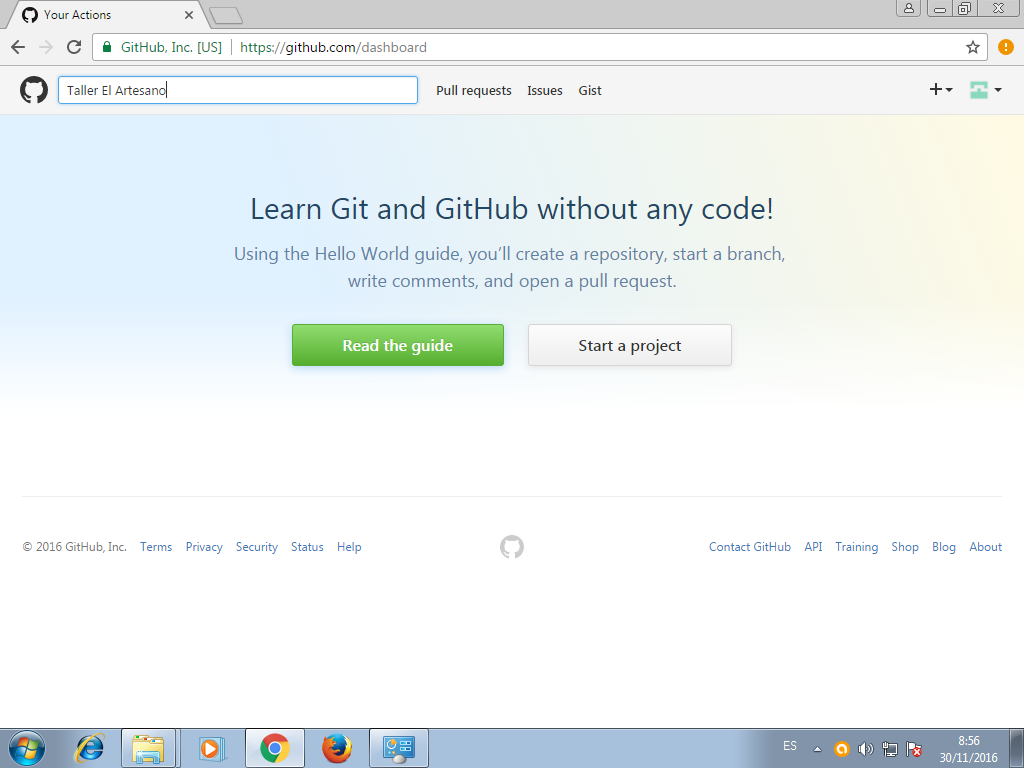 Your Actions
GitHub, Inc. [US] https://github.com/dashboard
Taller El Artesano Pull requests Issues Gist
Learn Git and GitHub without any code!
Using the Hello World guide, you’ll create a repository, start a branch,
write comments, and open a pull request.
Read the guide Start a project
© 2016 GitHub, Inc. Terms Privacy Security Status Help Contact GitHub API Training Shop Blog About
ES 8:56
30/11/2016